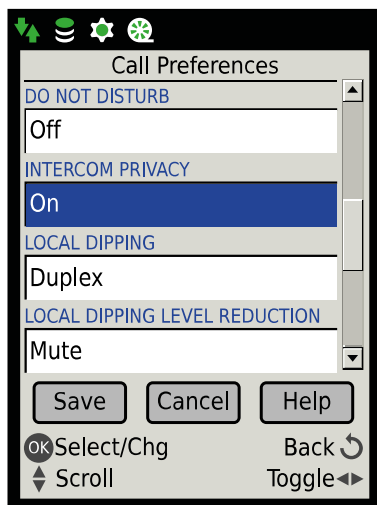 Call Preferences
DO NOT DISTURB
Off
INTERCOM PRIVACY
On
LOCAL DIPPING
Duplex
LOCAL DIPPING LEVEL REDUCTION
Mute
Save Cancel Help
OK Select/Chg Back
Scroll Toggle